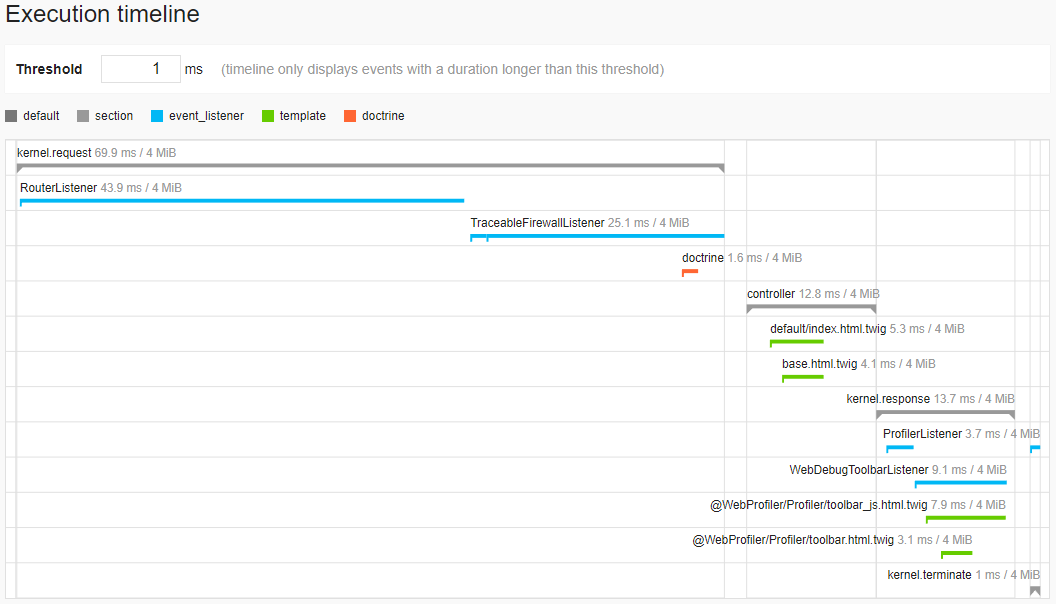 Execution timeline
Threshold 1 ms (timeline only displays events with a duration longer than this threshold)
default section event_listener template doctrine
kernel.request 69.9 ms / 4 MiB
RouterListener 43.9 ms / 4 MiB
TraceableFirewallListener 25.1 ms / 4 MiB
doctrine 1.6 ms / 4 MiB
controller 12.8 ms / 4 MiB
default/index.html.twig 5.3 ms / 4 MiB
base.html.twig 4.1 ms / 4 MiB
kernel.response 13.7 ms / 4 MiB
ProfilerListener 3.7 ms / 4 MiB
WebDebugToolbarListener 9.1 ms / 4 MiB
@WebProfiler/Profiler/toolbar_js.html.twig 7.9 ms / 4 MiB
@WebProfiler/Profiler/toolbar.html.twig 3.1 ms / 4 MiB
kernel.terminate 1 ms / 4 MiB